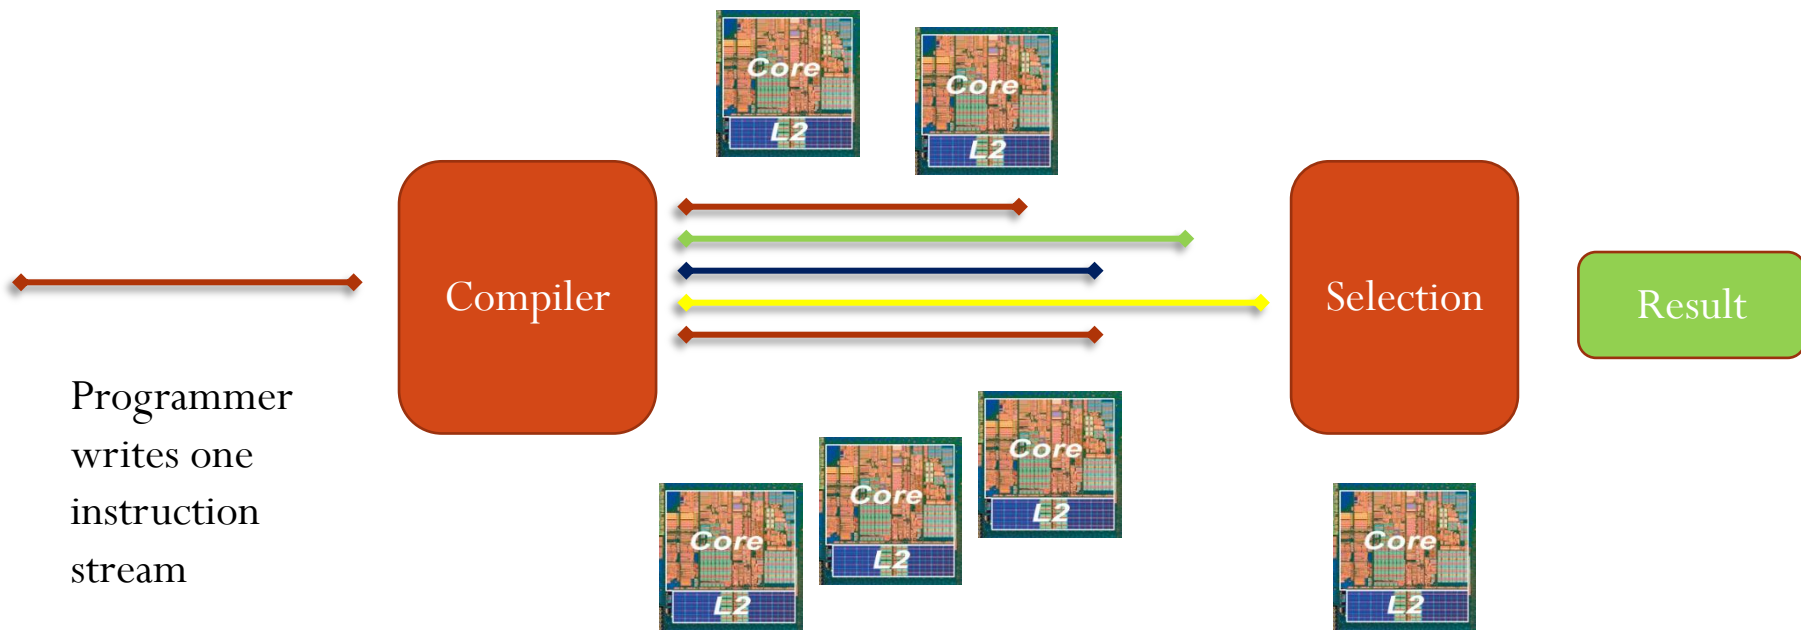 Core
L2
Core
L2
Compiler
Selection
Result
Programmer
writes one
instruction
stream
Core
L2
Core
L2
Core
L2
Core
L2